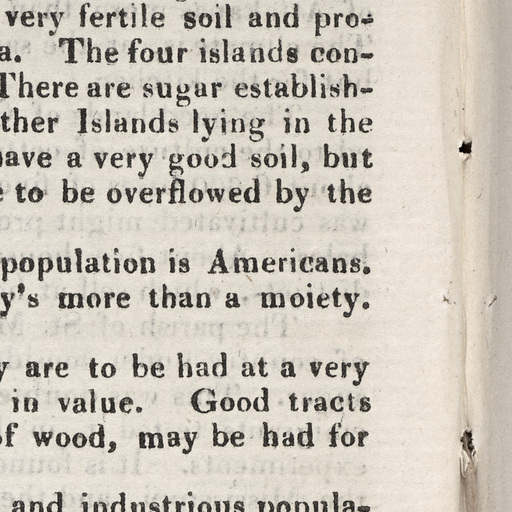 very fertile soil and pro-
a. The four islands con-
There are sugar establish-
ther Islands lying in the
have a very good soil, but
to be overflowed by the
population is Americans.
y's more than a moiety.
y are to be had at a very
in value. Good tracts
of wood, may be had for
and industrious popula-